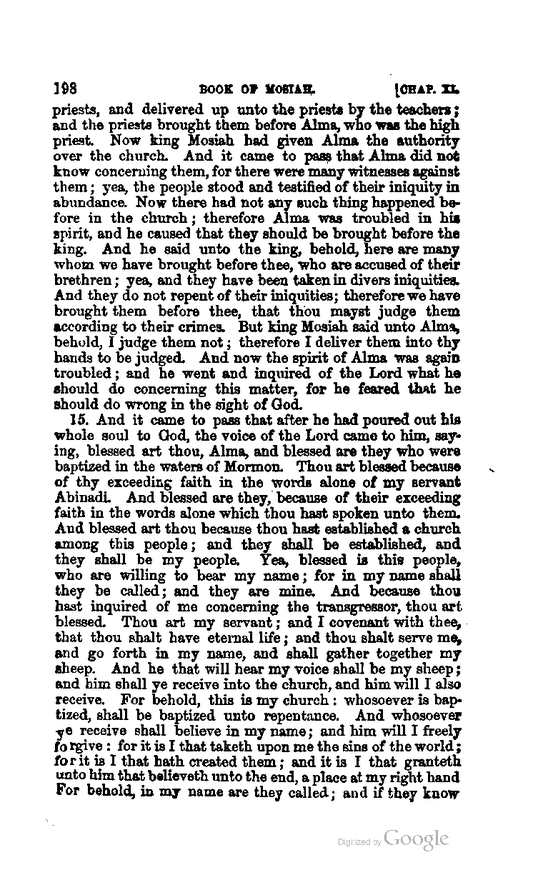 198 BOOK OF MOSIAH. [CHAP. XI.
priests, and delivered up unto the priests by the teachers;
and the priests brought them before Alma, who was the high
priest. Now king Mosiah had given Alma the authority
over the church. And it came to pass that Alma did not
know concerning them, for there were many witnesses against
them; yea, the people stood and testified of their iniquity in
abundance. Now there had not any such thing happened be-
fore in the church; therefore Alma was troubled in his
spirit, and he caused that they should be brought before the
king. And he said unto the king, behold, here are many
whom we have brought before thee, who are accused of their
brethren; yea, and they have been taken in divers iniquities.
And they do not repent of their iniquities; therefore we have
brought them before thee, that thou mayst judge them
according to their crimes. But king Mosiah said unto Alma,
behold, I judge them not; therefore I deliver them into thy
hands to be judged. And now the spirit of Alma was again
troubled; and he went and inquired of the Lord what he
should do concerning this matter, for he feared that he
should do wrong in the sight of God.
15. And it came to pass that after he had poured out his
whole soul to God, the voice of the Lord came to him, say-
ing, blessed art thou, Alma, and blessed are they who were
baptized in the waters of Mormon. Thou art blessed because
of thy exceeding faith in the words alone of my servant
Abinadi. And blessed are they, because of their exceeding
faith in the words alone which thou hast spoken unto them.
And blessed art thou because thou hast established a church
among this people; and they shall be established, and
they shall be my people. Yea, blessed is this people,
who are willing to bear my name; for in my name shall
they be called; and they are mine. And because thou
hast inquired of me concerning the transgressor, thou art
blessed. Thou art my servant; and I covenant with thee,
that thou shalt have eternal life; and thou shalt serve me,
and go forth in my name, and shall gather together my
sheep. And he that will hear my voice shall be my sheep;
and him shall ye receive into the church, and him will I also
receive. For behold, this is my church: whosoever is bap-
tized, shall be baptized unto repentance. And whosoever
ye receive shall believe in my name; and him will I freely
forgive: for it is I that taketh upon me the sins of the world;
for it is I that hath created them; and it is I that granteth
unto him that believeth unto the end, a place at my right hand
For behold, in my name are they called; and if they know
Digitized by Google